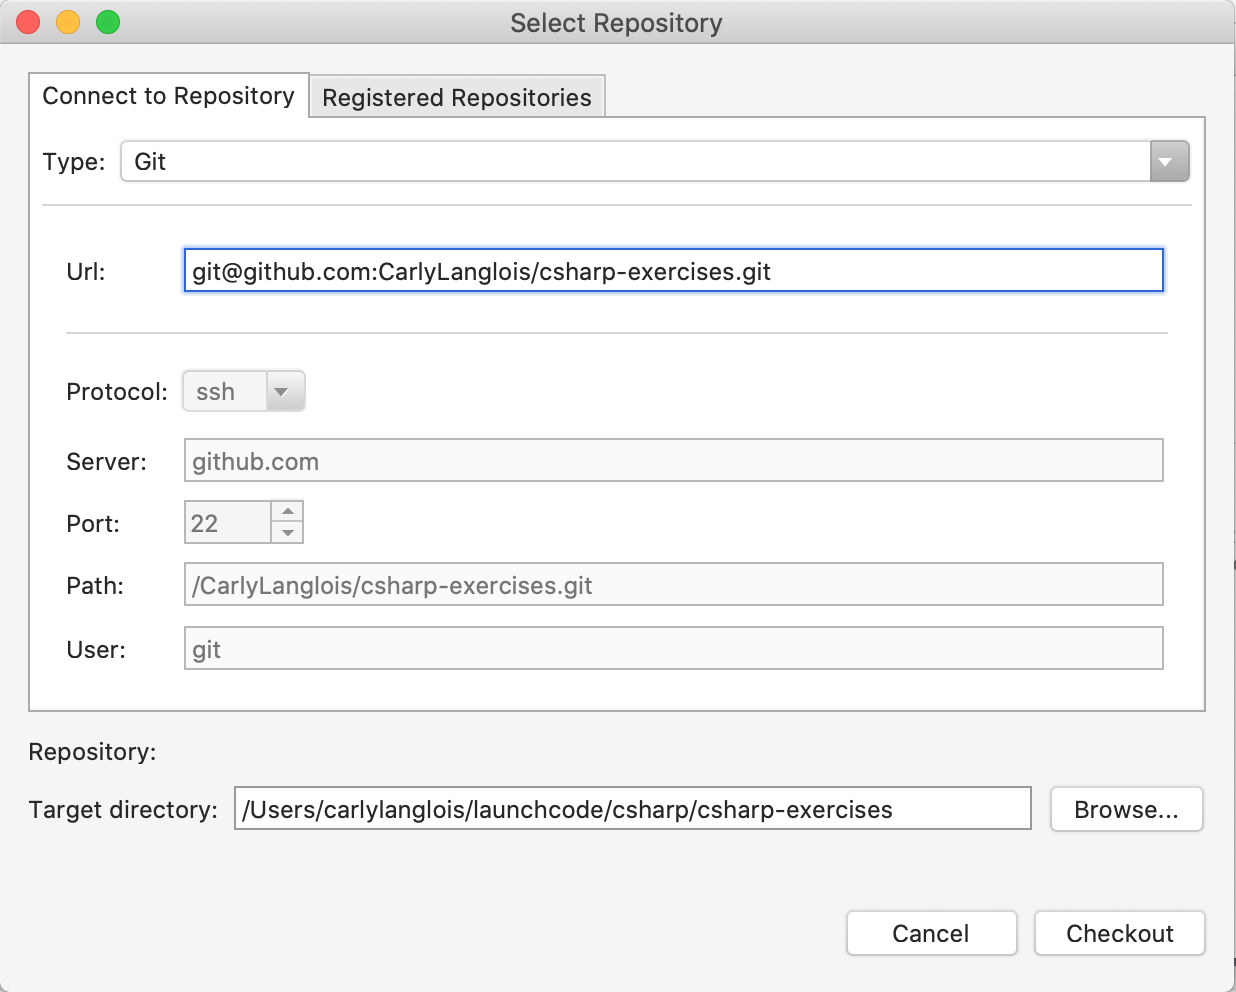 Select Repository
Connect to Repository
Registered Repositories
Type: Git
Url: git@github.com:CarlyLanglois/csharp-exercises.git
Protocol: ssh
Server: github.com
Port: 22
Path: /CarlyLanglois/csharp-exercises.git
User: git
Repository:
Target directory: /Users/carlylanglois/launchcode/csharp/csharp-exercises Browse...
Cancel Checkout